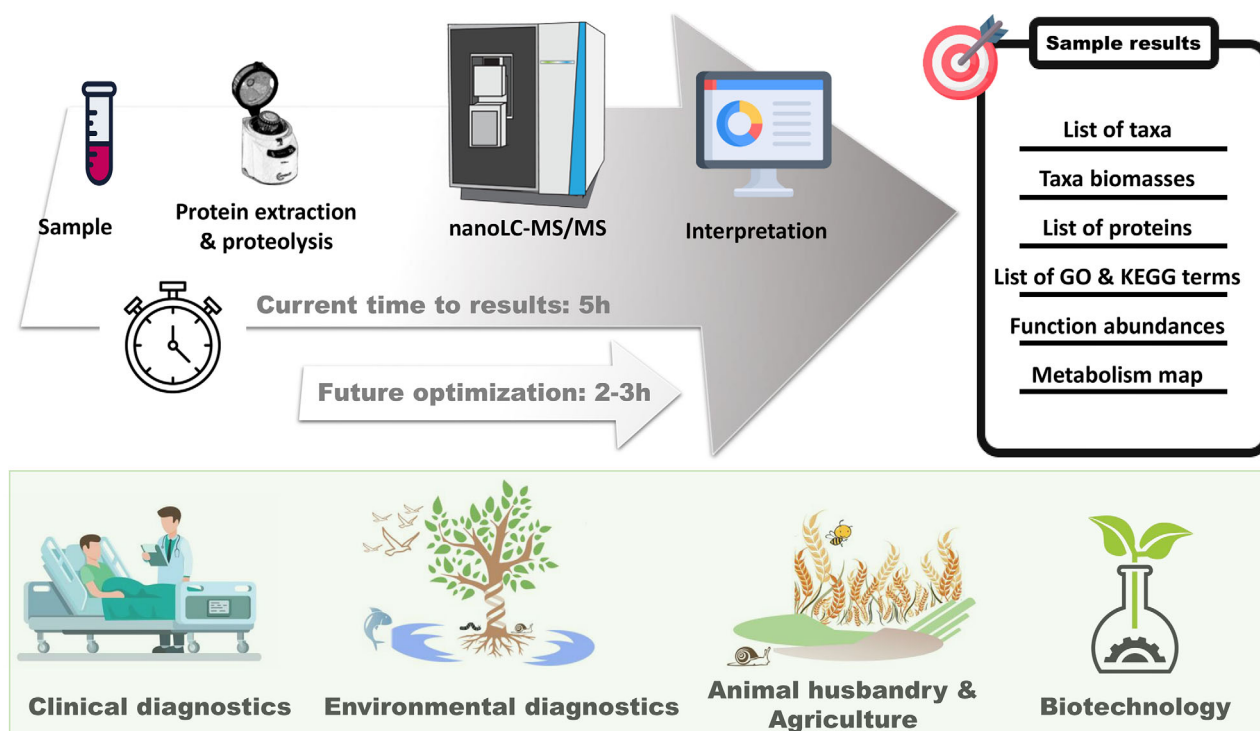 Sample
Protein extraction
& proteolysis
nanoLC-MS/MS
Interpretation
Current time to results: 5h
Future optimization: 2-3h
Sample results
List of taxa
Taxa biomasses
List of proteins
List of GO & KEGG terms
Function abundances
Metabolism map
Clinical diagnostics
Environmental diagnostics
Animal husbandry &
Agriculture
Biotechnology